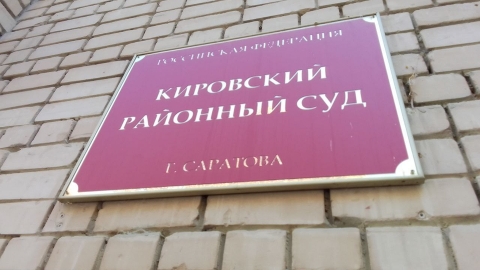 РОССИЙСКАЯ ФЕДЕРАЦИЯ
КИРОВСКИЙ
РАЙОННЫЙ СУД
Г. САРАТОВА